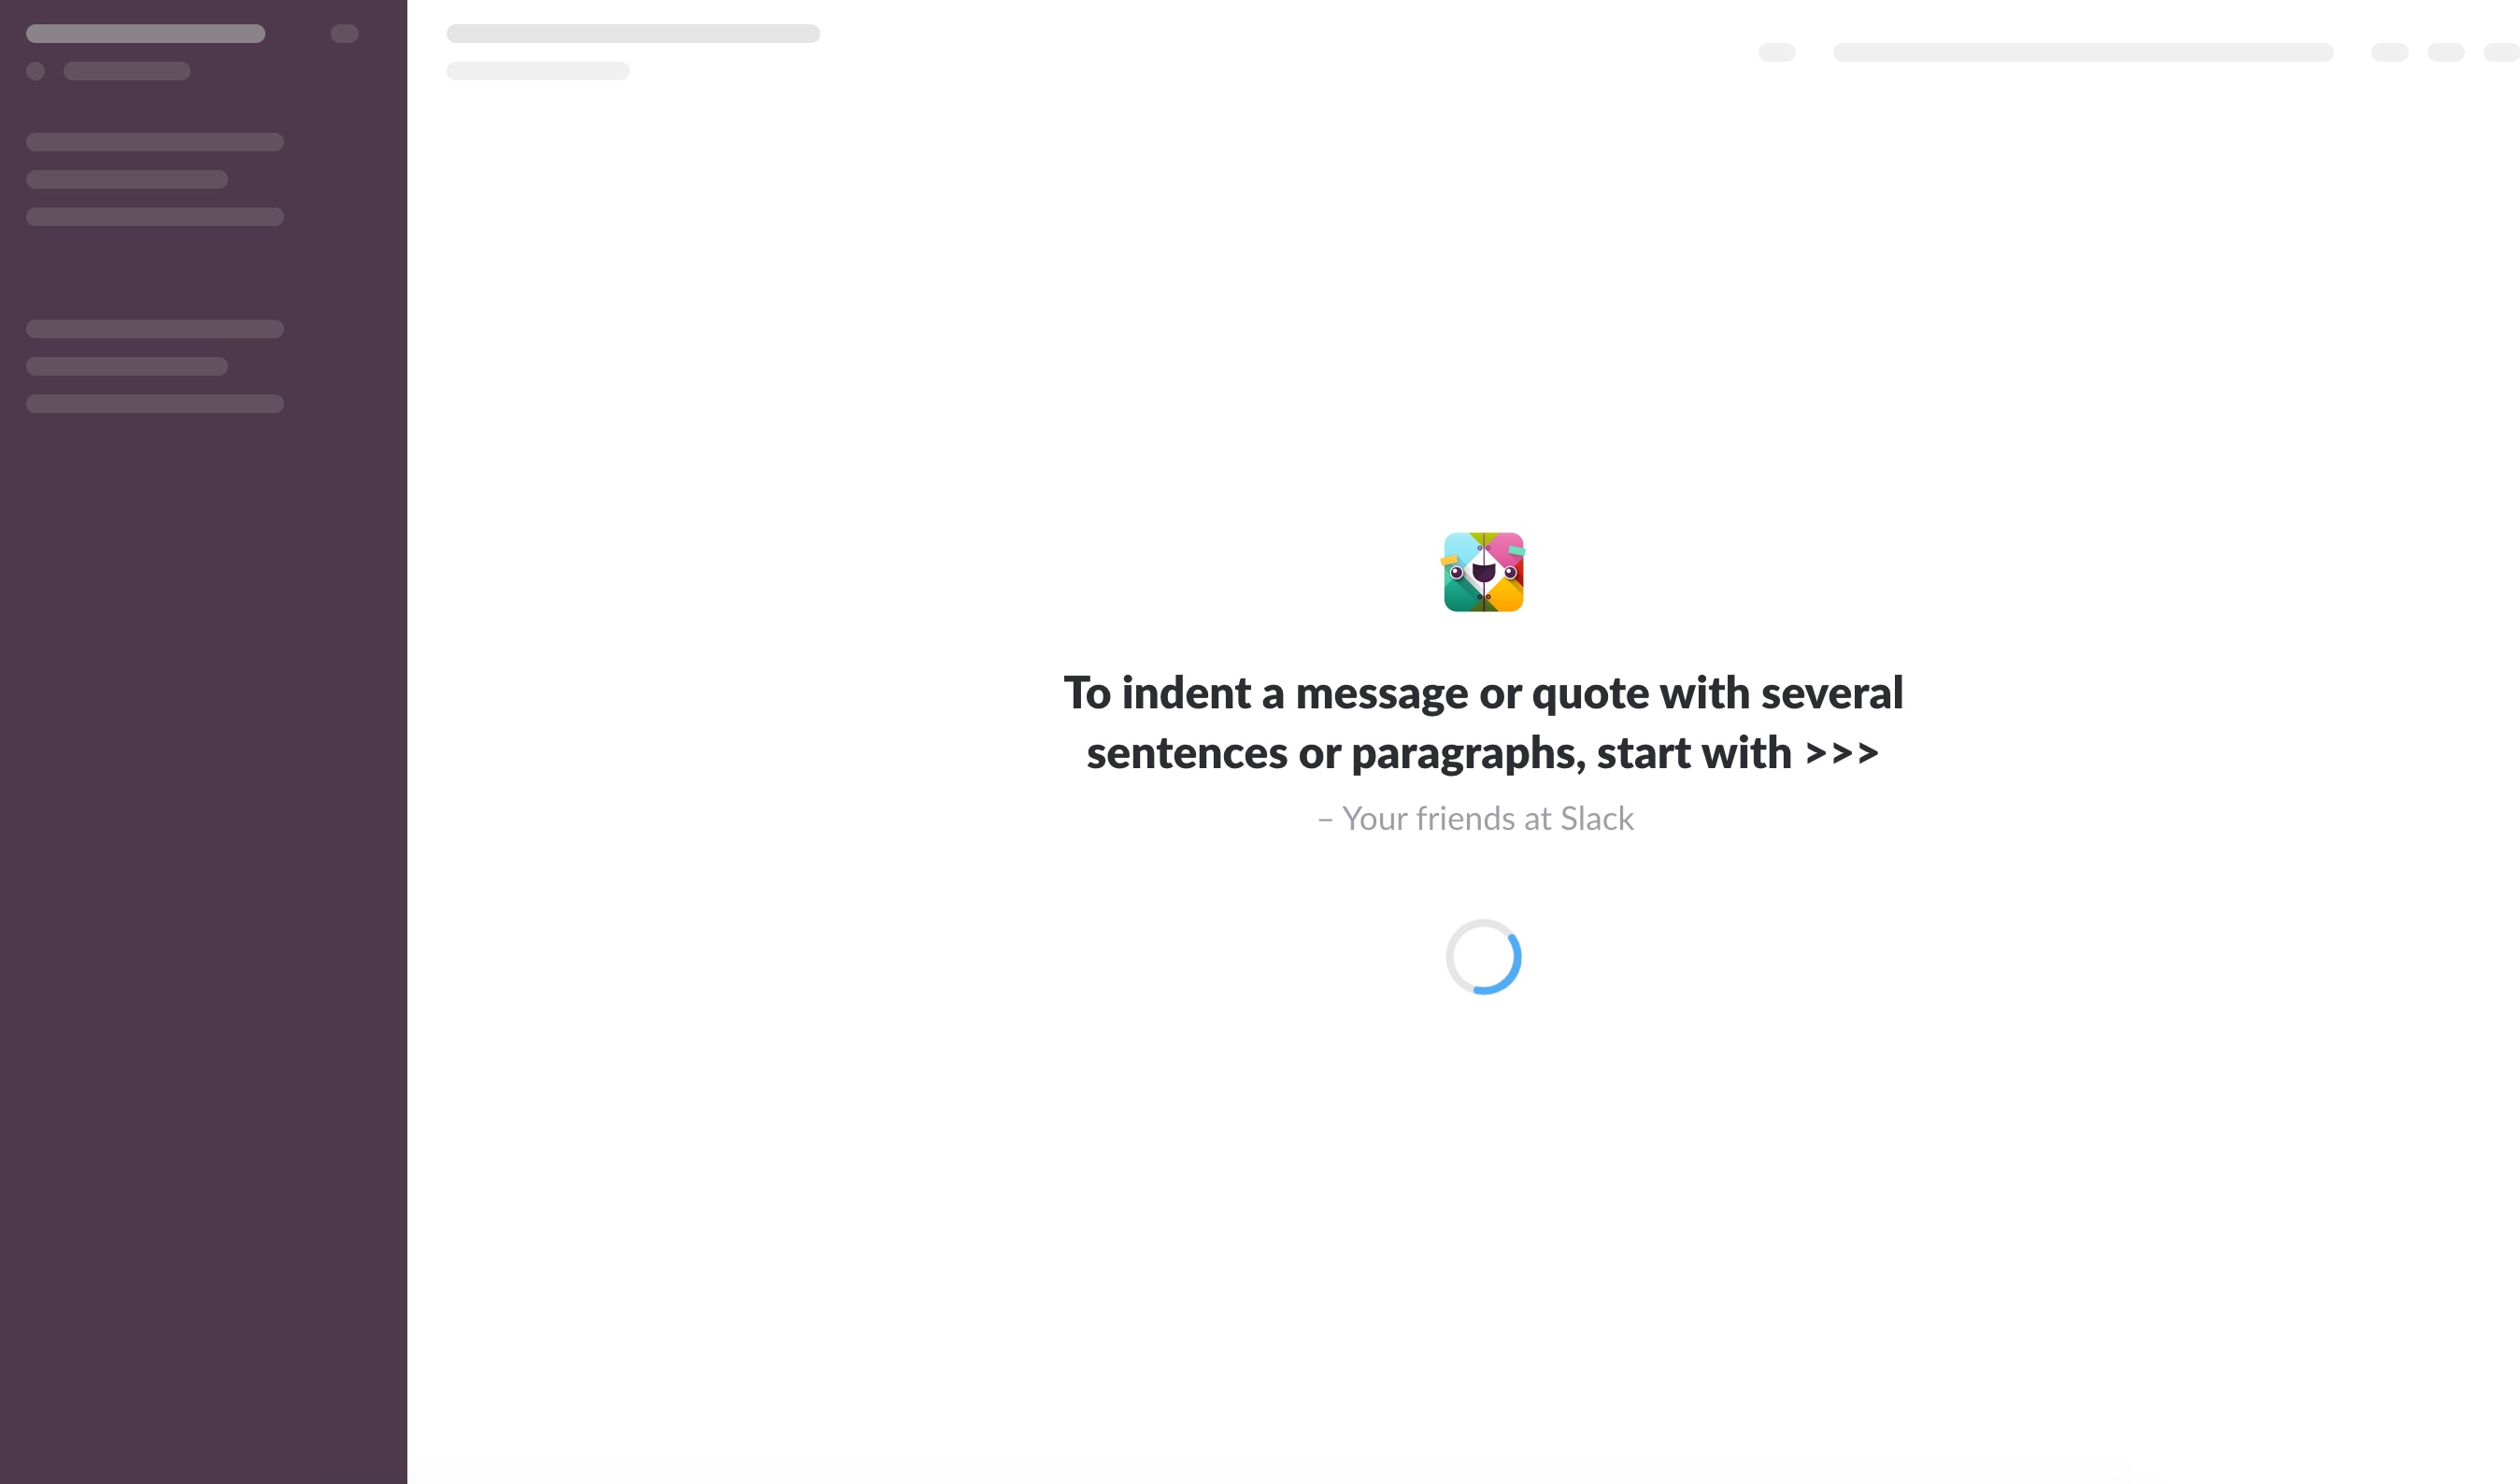 To indent a message or quote with several
sentences or paragraphs, start with >>>
– Your friends at Slack